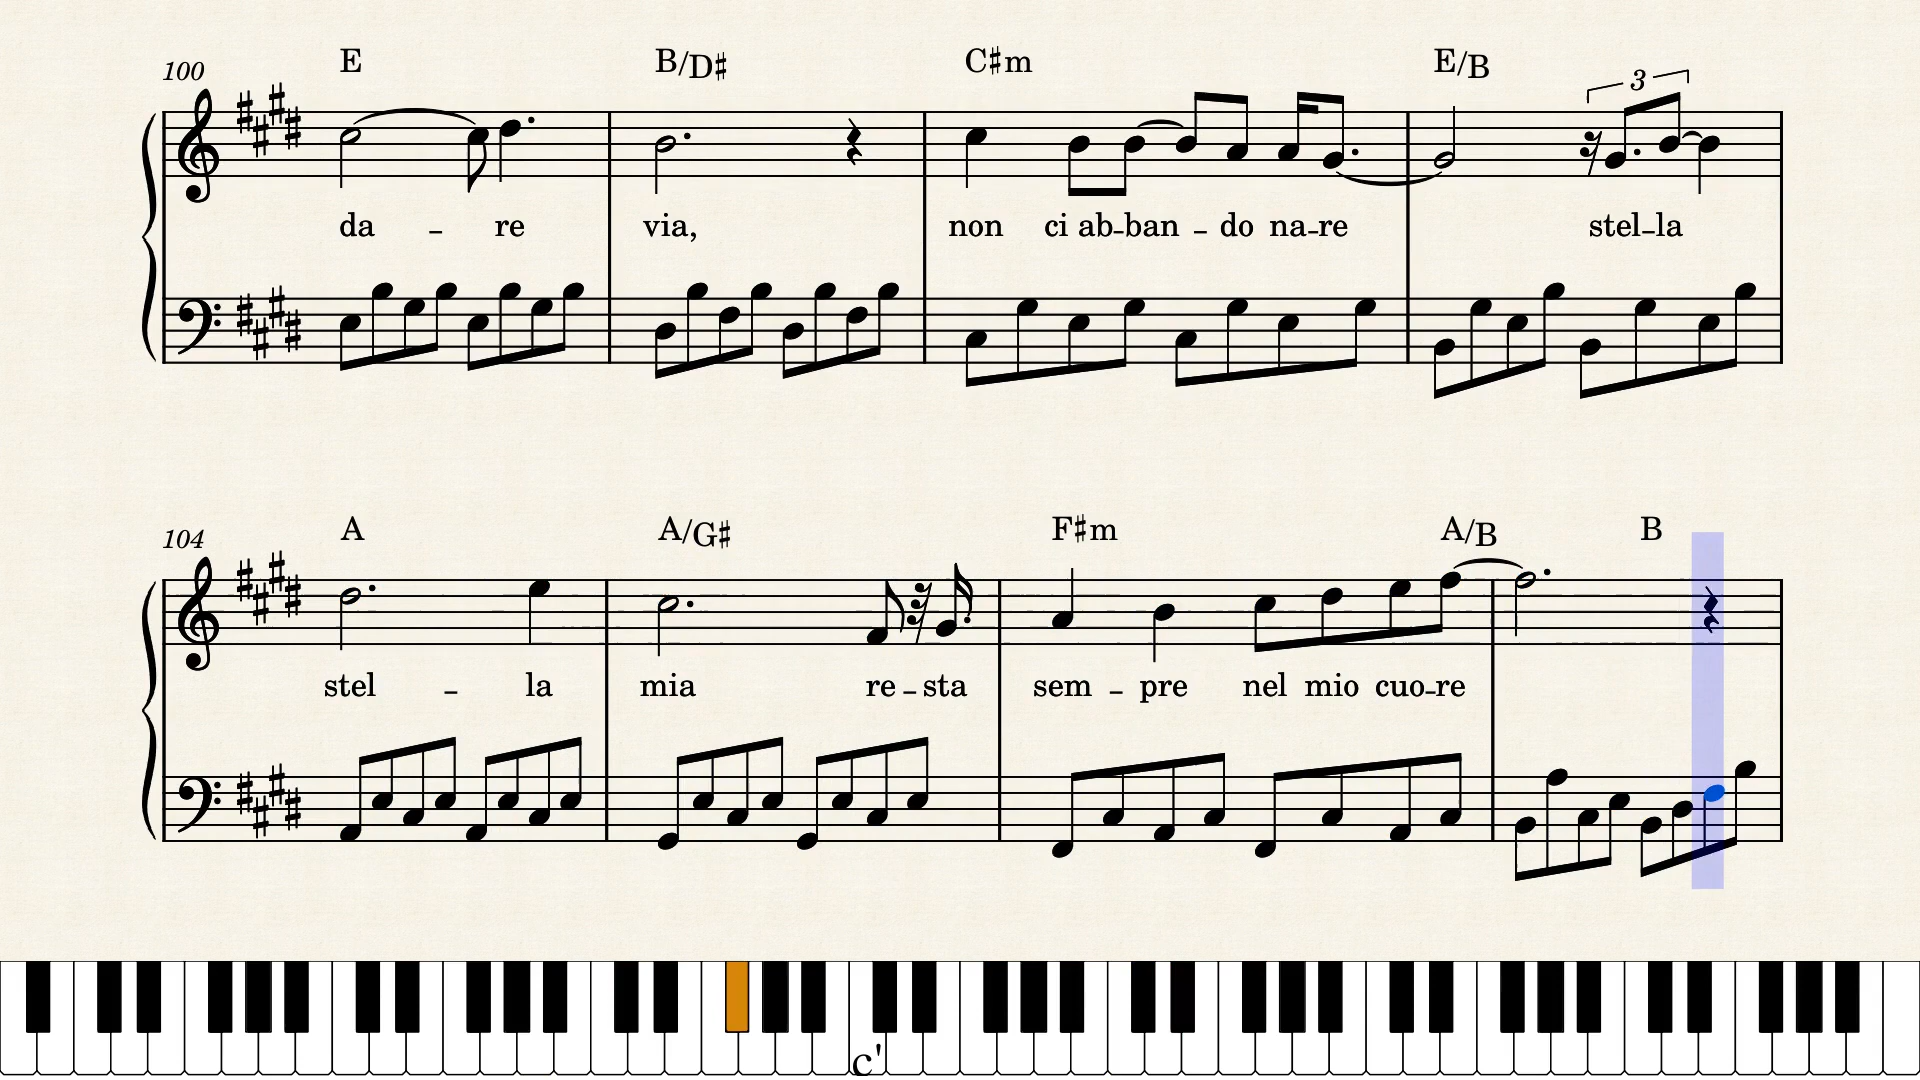 100 E B/D♯ C♯m E/B
3
da - re via, non ci ab-ban - do na-re stel-la
104 A A/G♯ F♯m A/B B
stel - la mia re-sta sem - pre nel mio cuo-re
c'